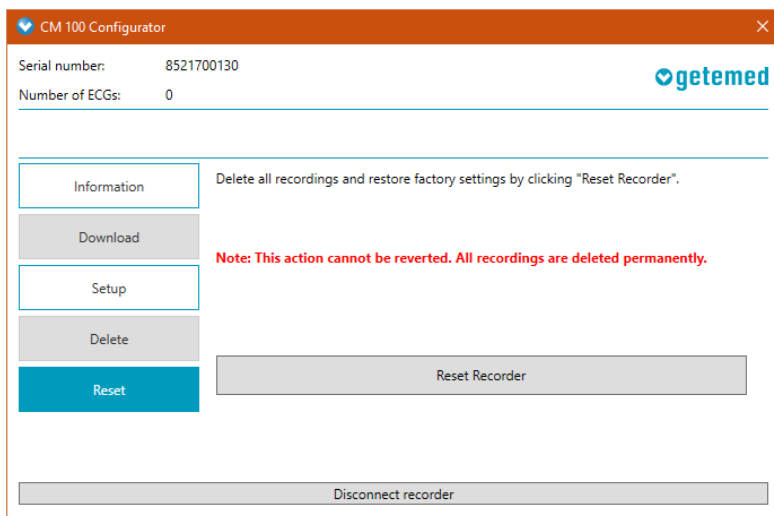 CM 100 Configurator
Serial number: 8521700130
Number of ECGs: 0
getemed
Information
Delete all recordings and restore factory settings by clicking "Reset Recorder".
Download
Note: This action cannot be reverted. All recordings are deleted permanently.
Setup
Delete
Reset Recorder
Reset
Disconnect recorder